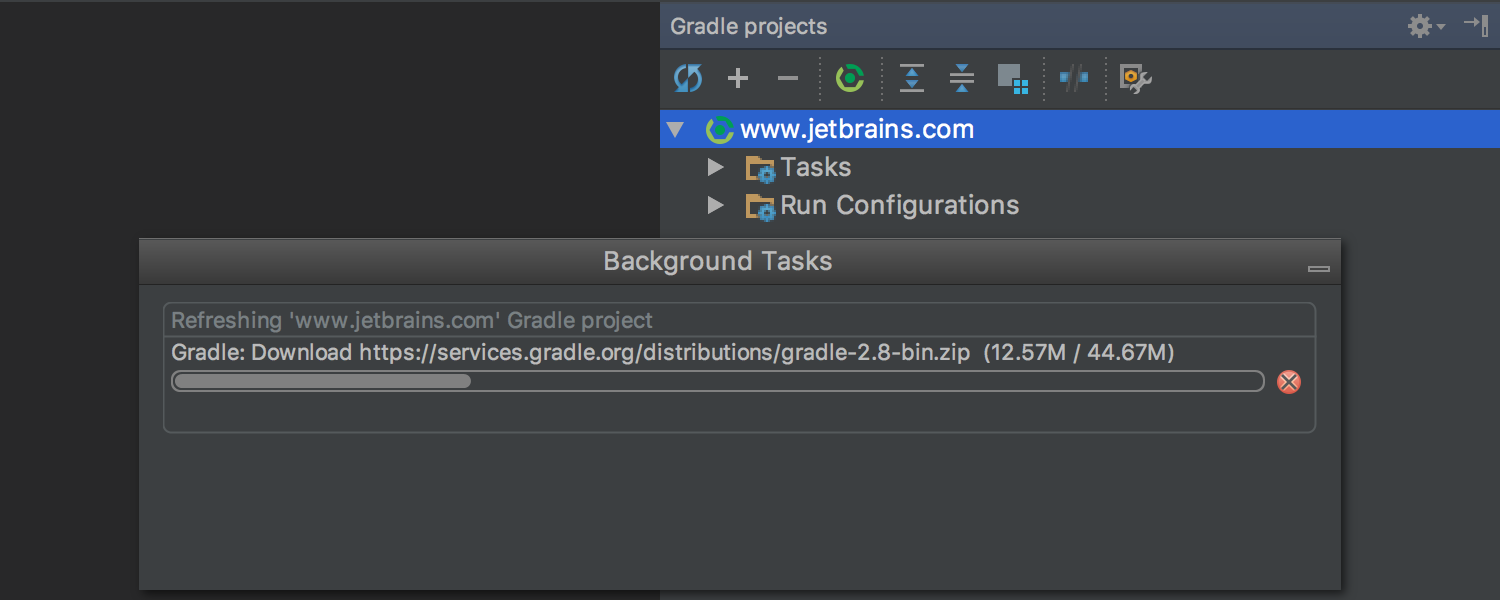 Gradle projects
www.jetbrains.com
Tasks
Run Configurations
Background Tasks
Refreshing 'www.jetbrains.com' Gradle project
Gradle: Download https://services.gradle.org/distributions/gradle-2.8-bin.zip (12.57M / 44.67M)